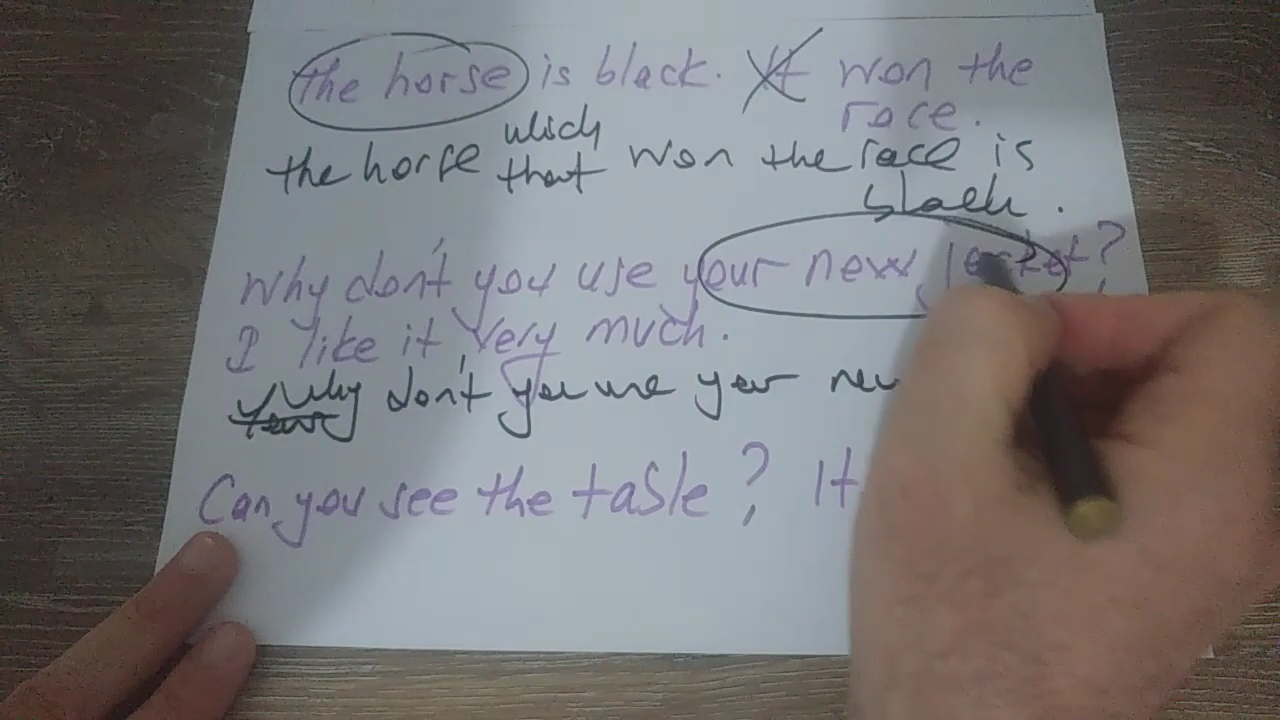 the horse is black. It won the
race.
which
the horse that won the race is
black.
Why don't you use your new jacket?
I like it very much.
Why don't you use your new
Can you see the table? It